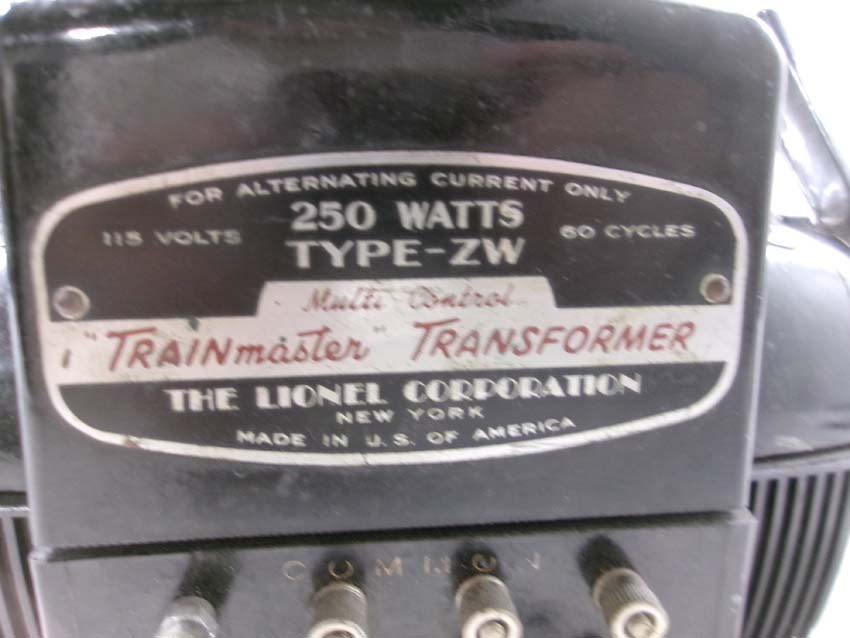 FOR ALTERNATING CURRENT ONLY
115 VOLTS 250 WATTS 60 CYCLES
TYPE-ZW
Multi Control
"TRAINmaster" TRANSFORMER
THE LIONEL CORPORATION
NEW YORK
MADE IN U.S. OF AMERICA
COMMON